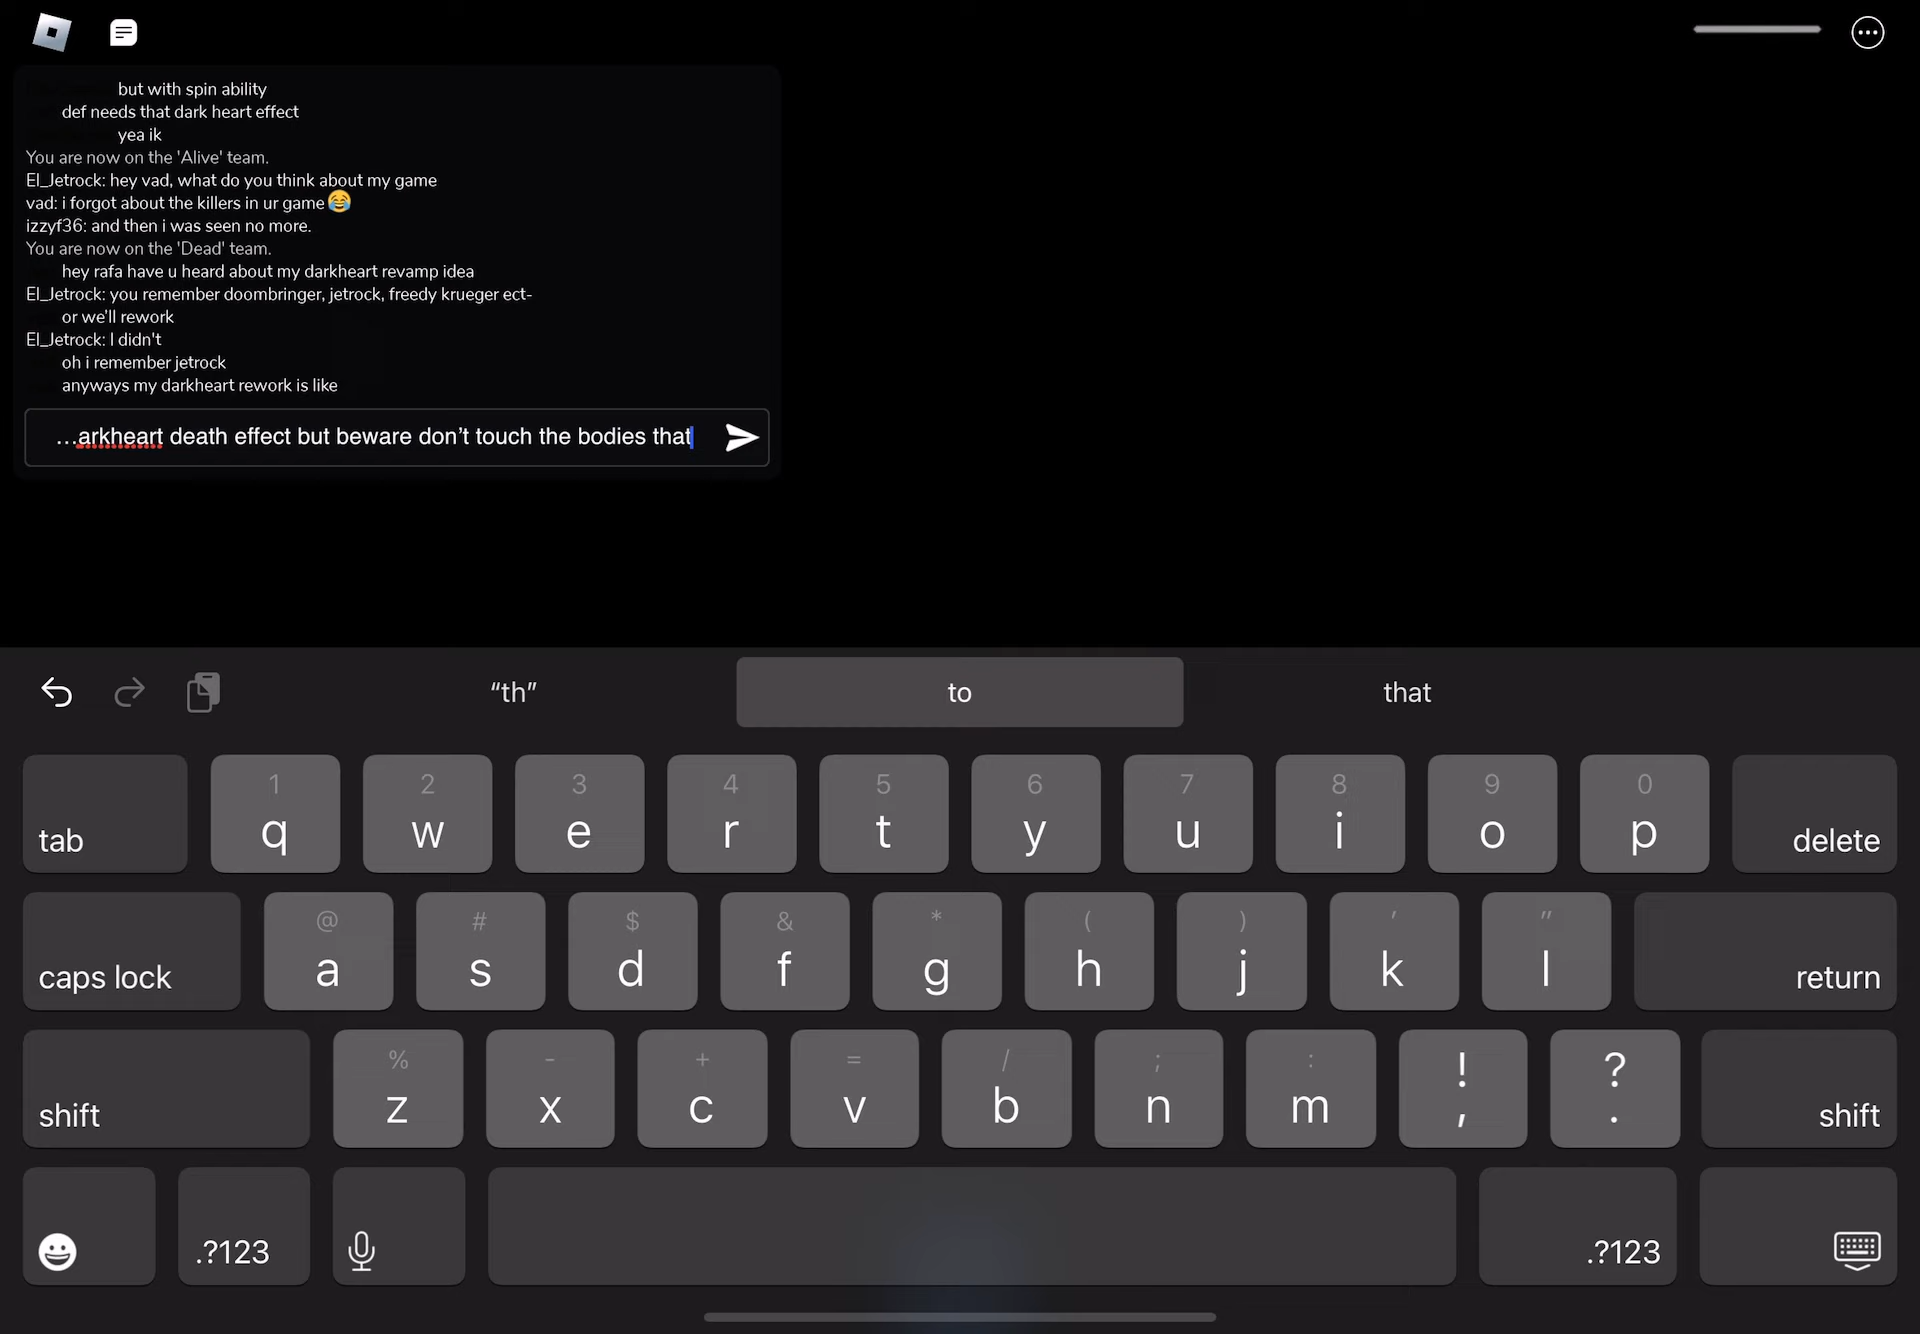 but with spin ability
def needs that dark heart effect
yea ik
You are now on the 'Alive' team.
El_Jetrock: hey vad, what do you think about my game
vad: i forgot about the killers in ur game 😂
izzyf36: and then i was seen no more.
You are now on the 'Dead' team.
hey rafa have u heard about my darkheart revamp idea
El_Jetrock: you remember doombringer, jetrock, freedy krueger ect-
or we'll rework
El_Jetrock: I didn't
oh i remember jetrock
anyways my darkheart rework is like
...arkheart death effect but beware don't touch the bodies that
“th” to that
tab 1 q 2 w 3 e 4 r 5 t 6 y 7 u 8 i 9 o 0 p delete
caps lock @ a # s $ d & f * g ( h ) j ' k " l return
shift % z - x + c = v / b ; n : m ! , ? . shift
.?123 .?123